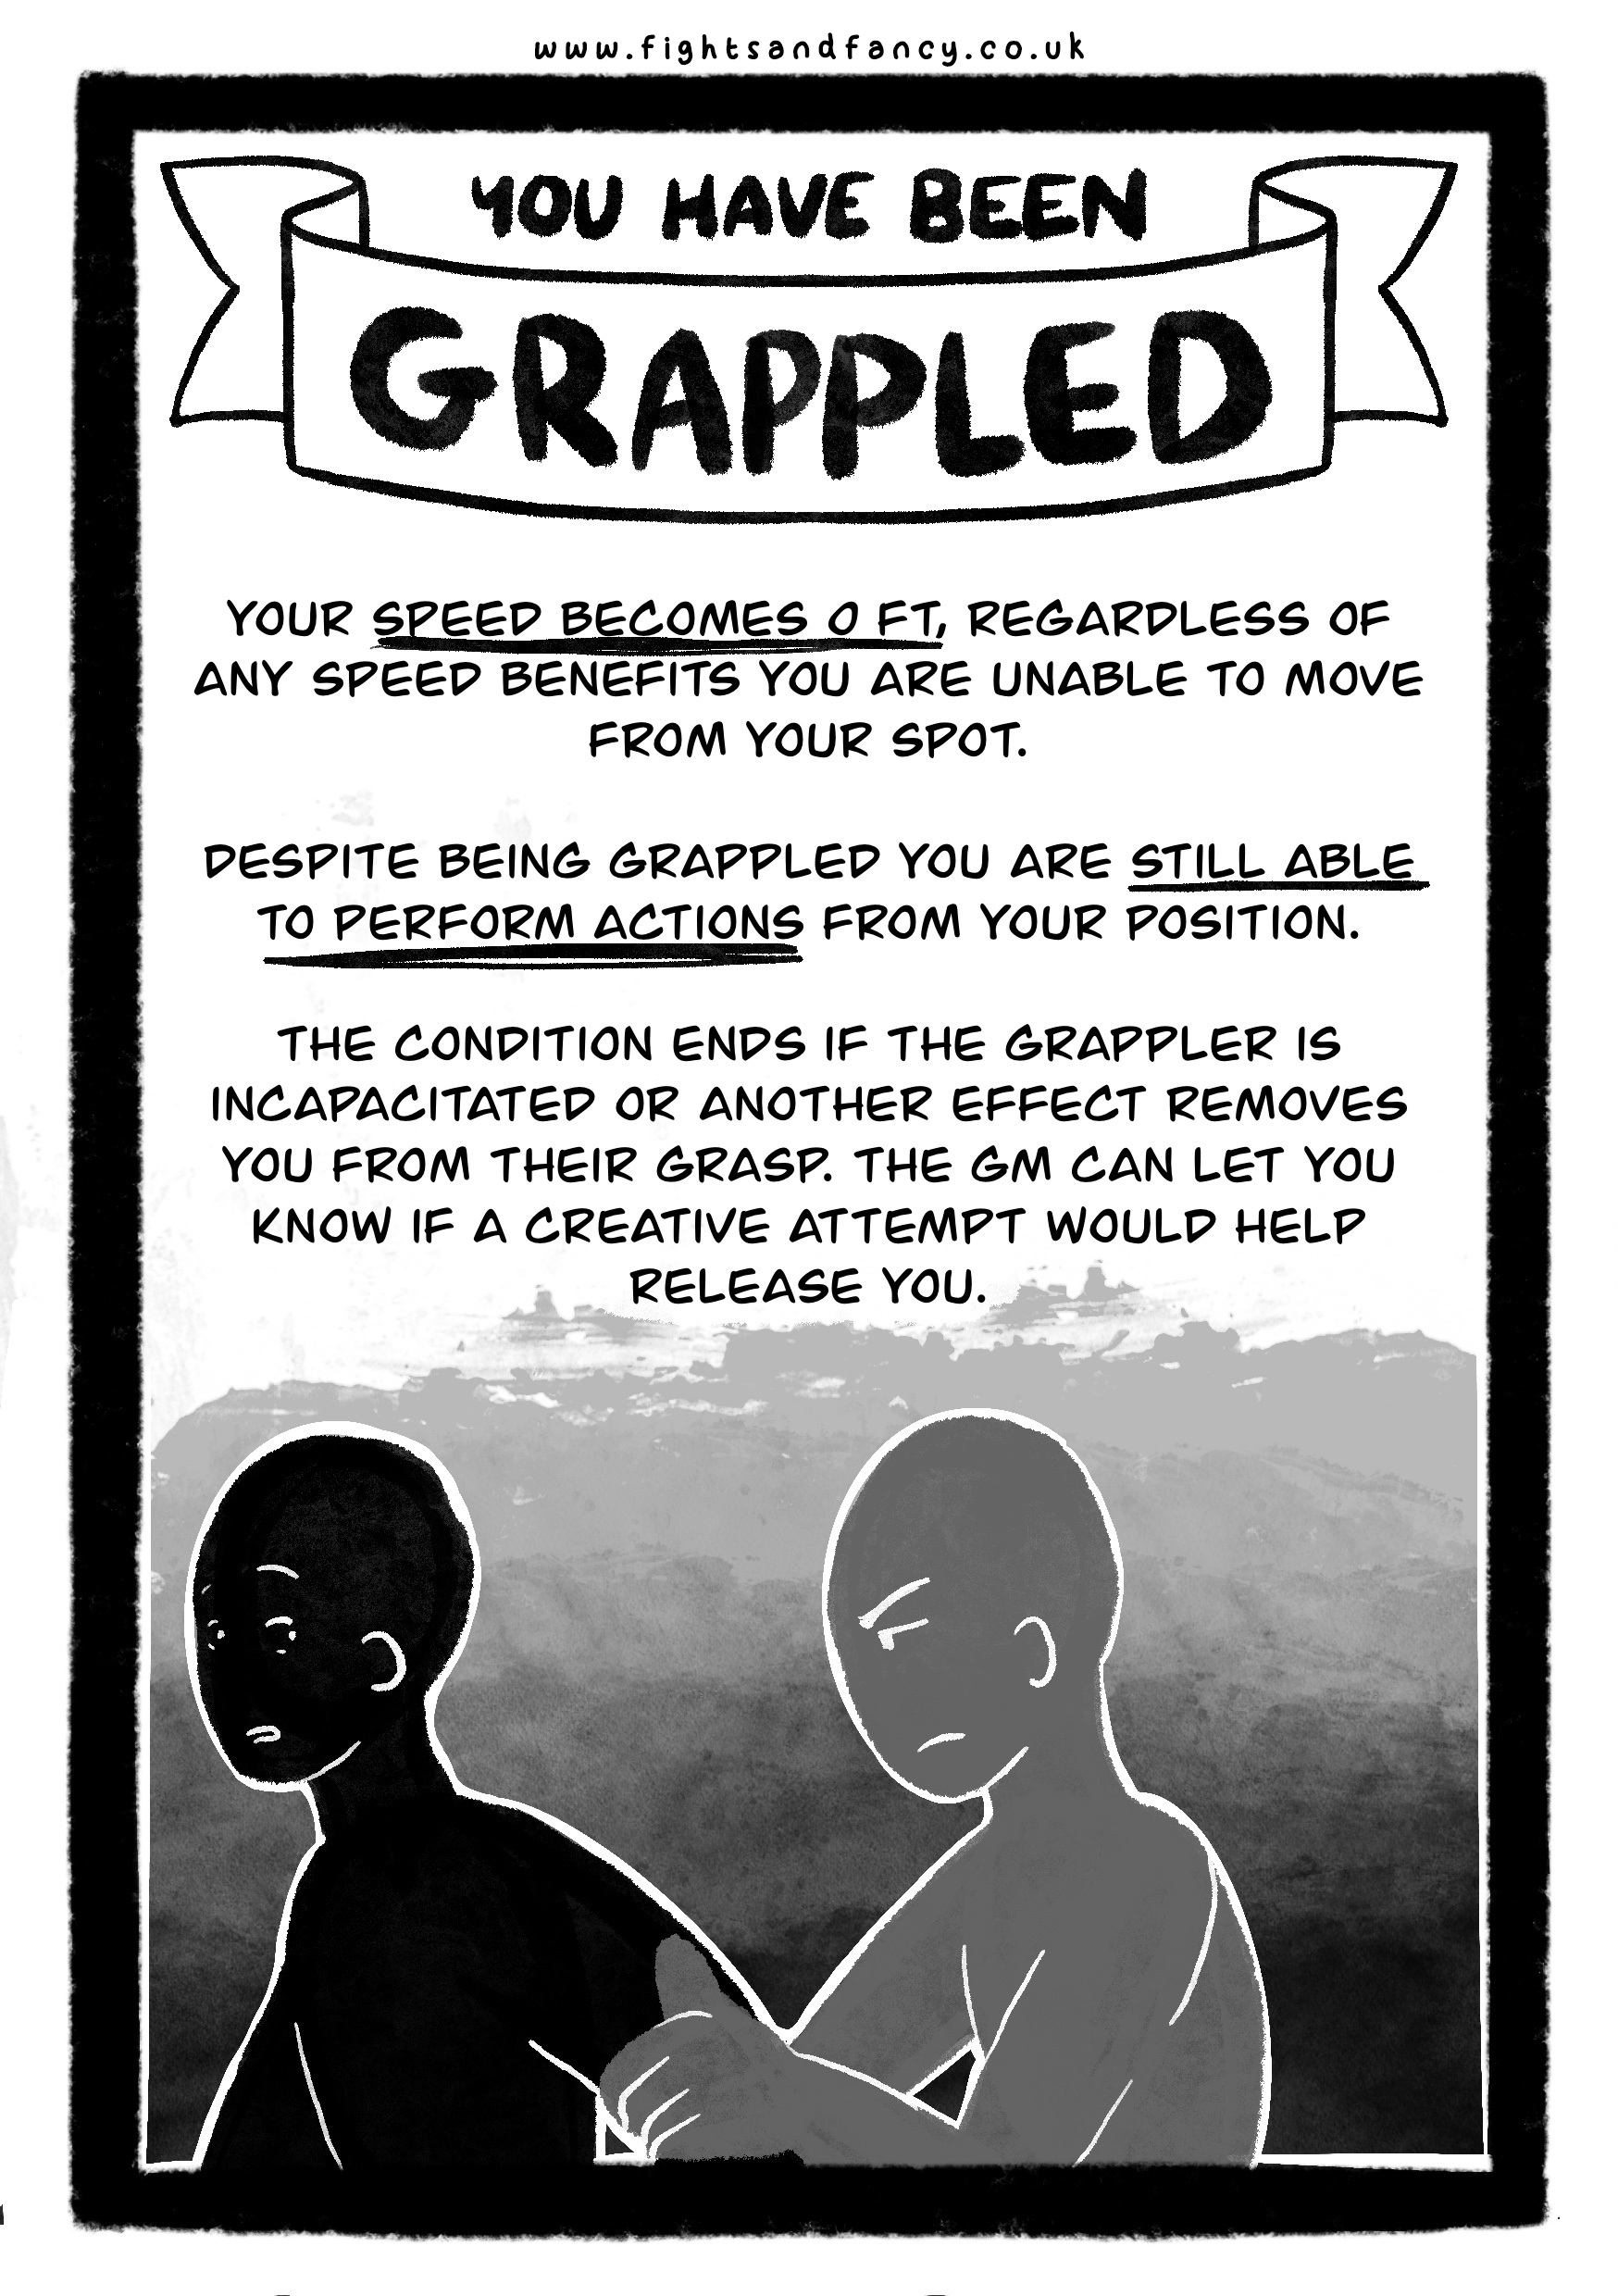 www.fightsandfancy.co.uk
YOU HAVE BEEN
GRAPPLED
YOUR SPEED BECOMES 0 FT, REGARDLESS OF
ANY SPEED BENEFITS YOU ARE UNABLE TO MOVE
FROM YOUR SPOT.
DESPITE BEING GRAPPLED YOU ARE STILL ABLE
TO PERFORM ACTIONS FROM YOUR POSITION.
THE CONDITION ENDS IF THE GRAPPLER IS
INCAPACITATED OR ANOTHER EFFECT REMOVES
YOU FROM THEIR GRASP. THE GM CAN LET YOU
KNOW IF A CREATIVE ATTEMPT WOULD HELP
RELEASE YOU.